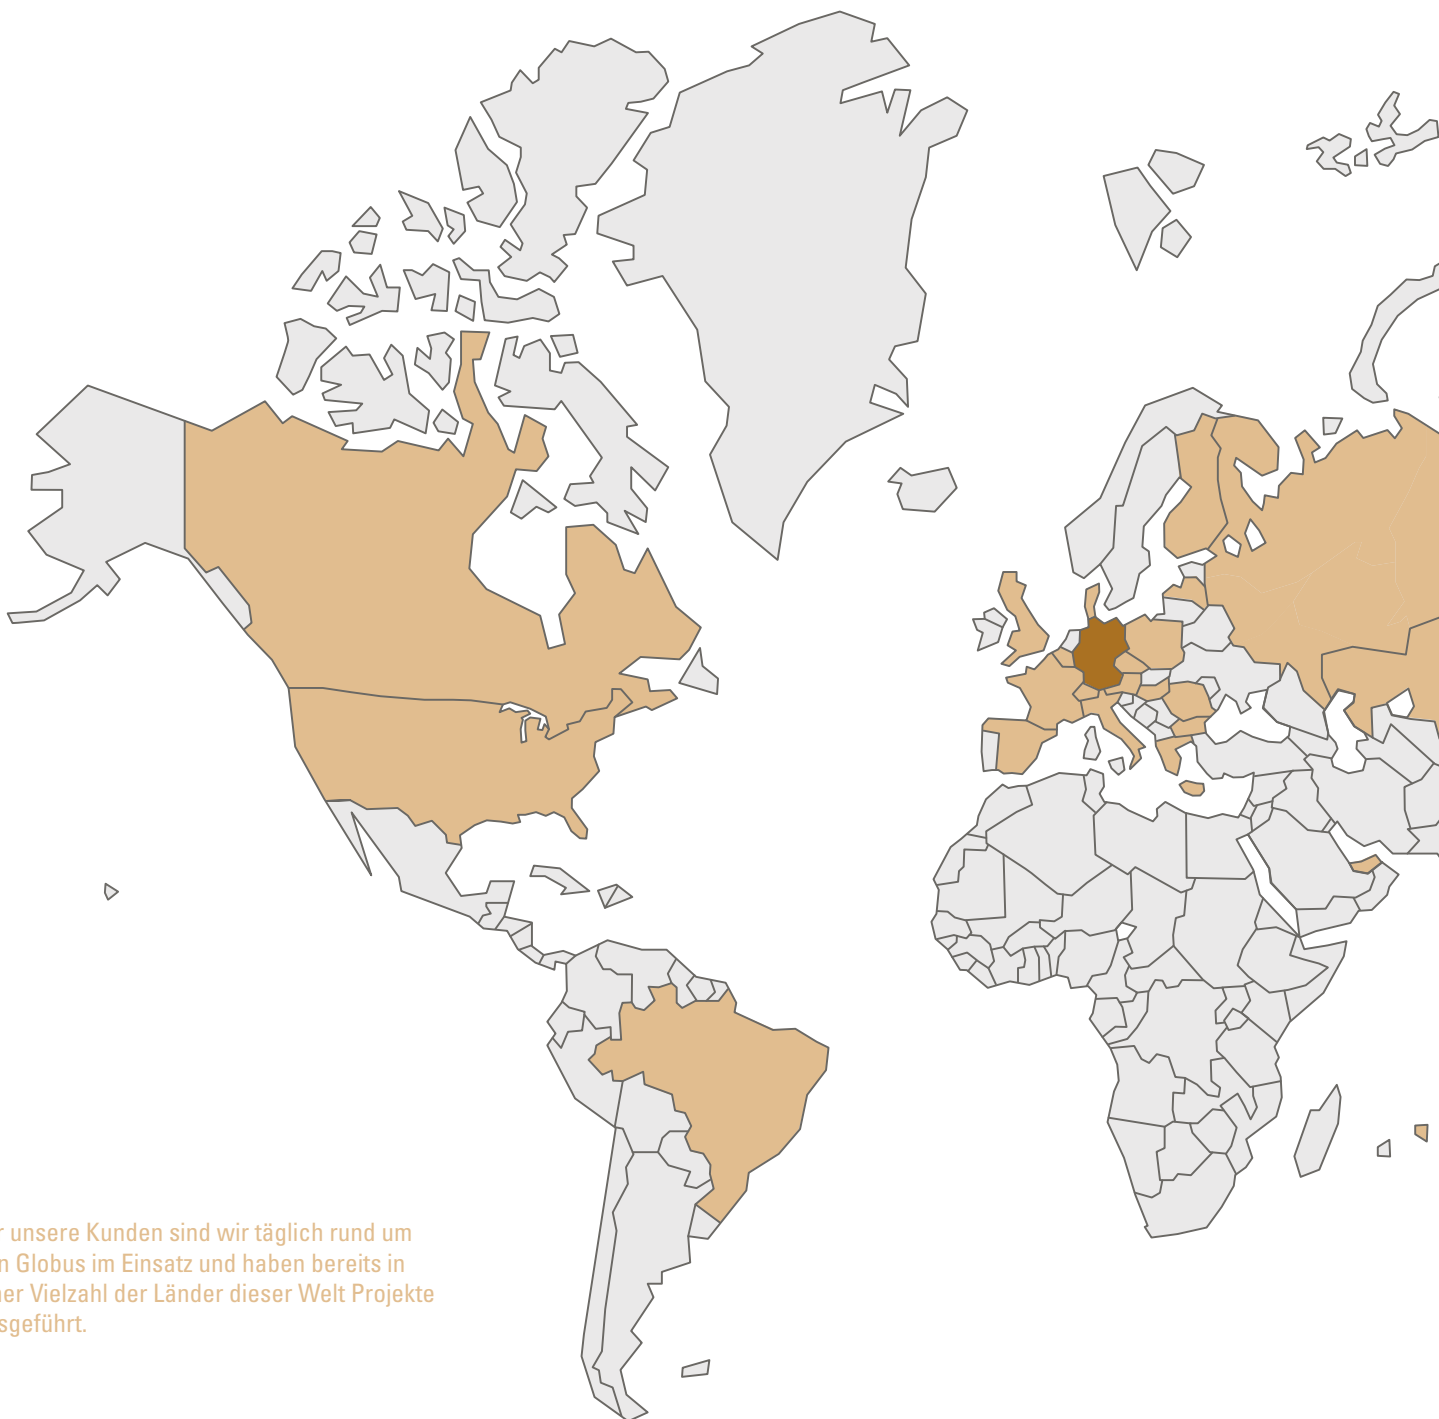 r unsere Kunden sind wir täglich rund um
n Globus im Einsatz und haben bereits in
er Vielzahl der Länder dieser Welt Projekte
sgeführt.